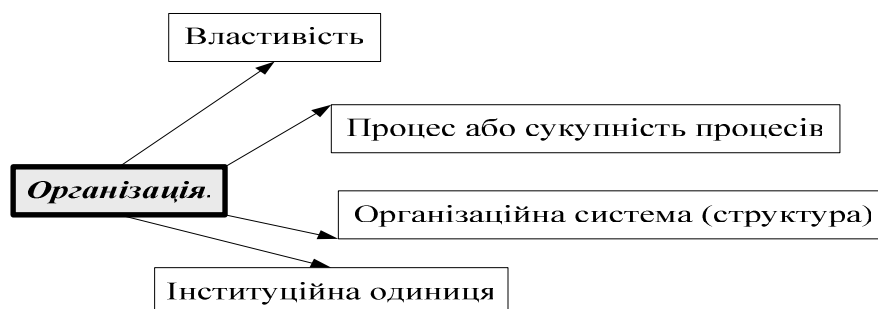 Властивість
Процес або сукупність процесів
Організація.
Організаційна система (структура)
Інституційна одиниця